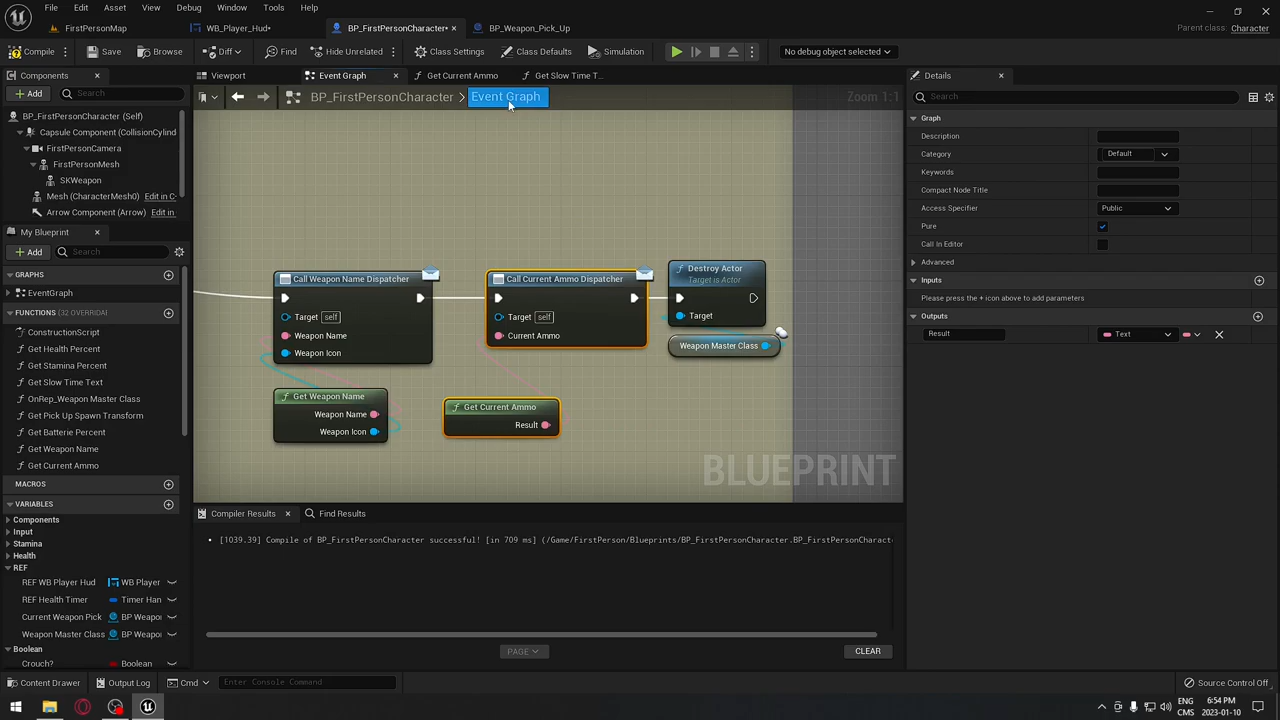 File Edit Asset View Debug Window Tools Help
Parent class: Character
FirstPersonMap
WB_Player_Hud•
BP_FirstPersonCharacter•
BP_Weapon_Pick_Up
Compile
Save
Browse
Diff
Find
Hide Unrelated
Class Settings
Class Defaults
Simulation
No debug object selected
Components
Viewport
Event Graph
Get Current Ammo
Get Slow Time T...
Details
Add
Search
BP_FirstPersonCharacter > Event Graph
Zoom 1:1
Search
BP_FirstPersonCharacter (Self)
Capsule Component (CollisionCylind
FirstPersonCamera
FirstPersonMesh
SKWeapon
Mesh (CharacterMesh0) Edit in C
Arrow Component (Arrow) Edit in
Graph
Description
Category Default
Keywords
Compact Node Title
Access Specifier Public
Pure
Call In Editor
Advanced
Inputs
Please press the + icon above to add parameters
Outputs
Result Text
My Blueprint
Add
Search
GRAPHS
EventGraph
FUNCTIONS (32 OVERRIDA)
ConstructionScript
Get Health Percent
Get Stamina Percent
Get Slow Time Text
OnRep_Weapon Master Class
Get Pick Up Spawn Transform
Get Batterie Percent
Get Weapon Name
Get Current Ammo
MACROS
VARIABLES
Components
Input
Stamina
Health
REF
REF WB Player Hud WB Player
REF Health Timer Timer Han
Current Weapon Pick BP Weapo
Weapon Master Class BP Weapo
Boolean
Crouch? Boolean
Call Weapon Name Dispatcher
Target self
Weapon Name
Weapon Icon
Call Current Ammo Dispatcher
Target self
Current Ammo
Destroy Actor
Target is Actor
Target
Weapon Master Class
Get Weapon Name
Weapon Name
Weapon Icon
Get Current Ammo
Result
BLUEPRINT
Compiler Results
Find Results
[1039.39] Compile of BP_FirstPersonCharacter successful! [in 709 ms] (/Game/FirstPerson/Blueprints/BP_FirstPersonCharacter.BP_FirstPersonCharacte
PAGE
CLEAR
Content Drawer
Output Log
Cmd
Enter Console Command
Source Control Off
ENG
CMS
6:54 PM
2023-01-10